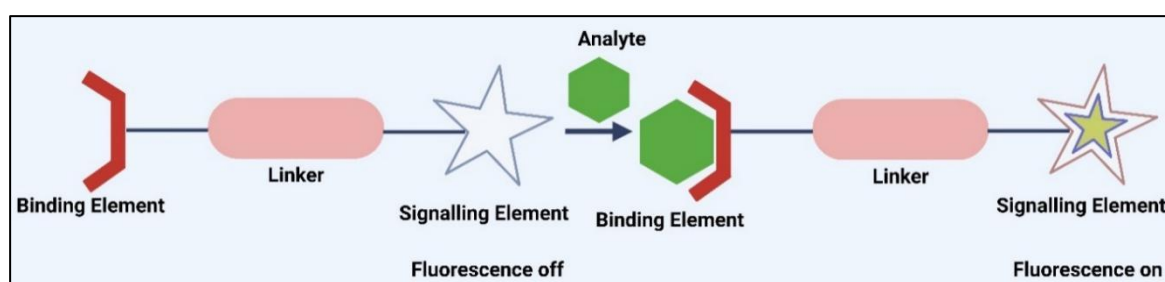 Analyte
Binding Element
Linker
Signalling Element
Fluorescence off
Binding Element
Linker
Signalling Element
Fluorescence on